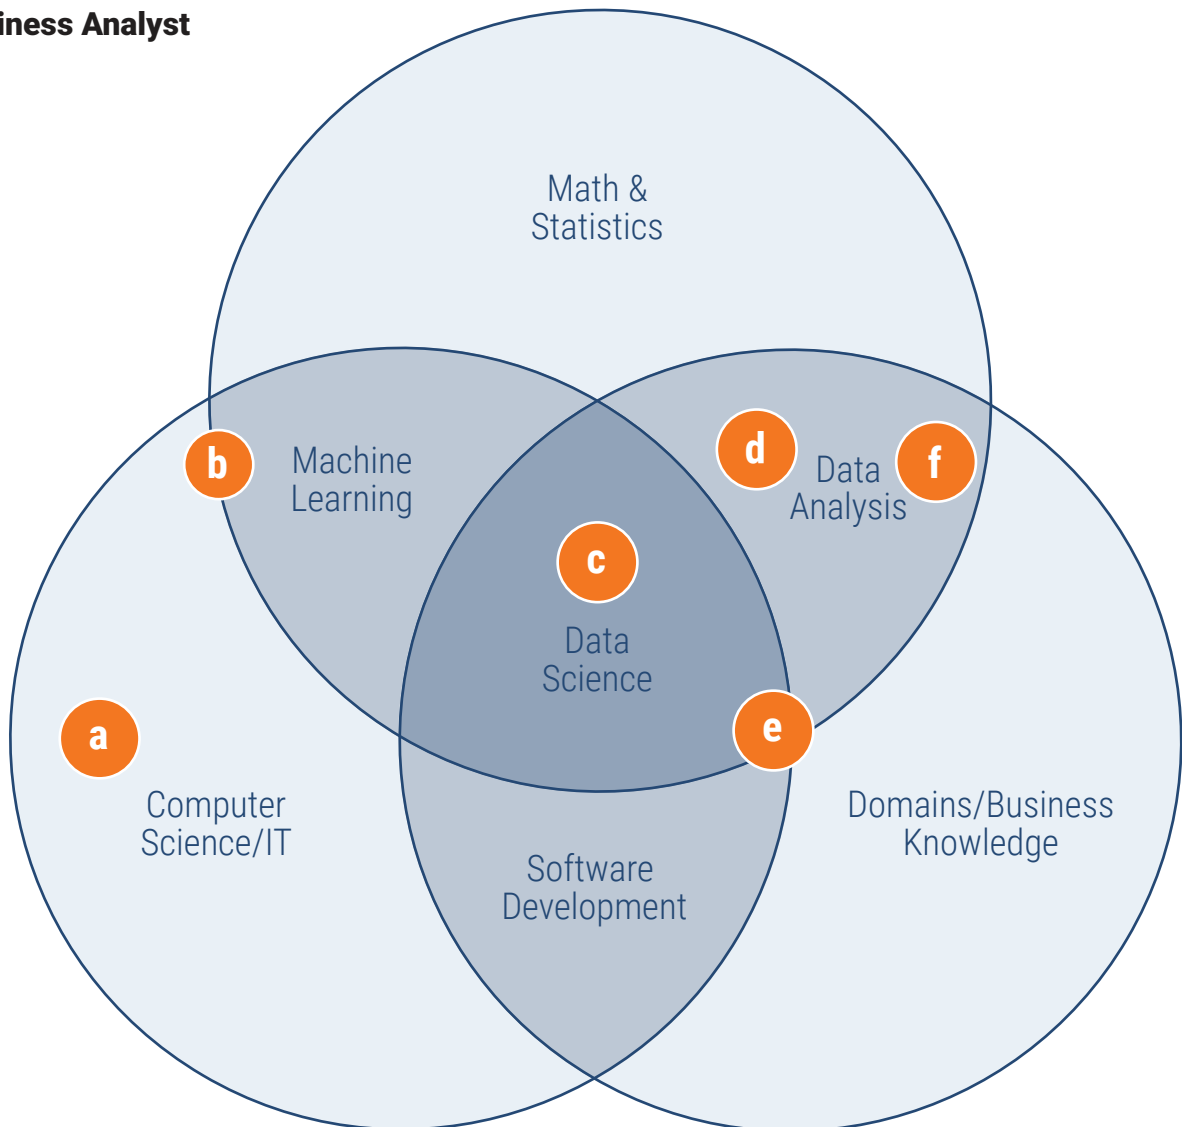 iness Analyst
Math &
Statistics
b
Machine
Learning
d
Data
Analysis
f
c
Data
Science
a
e
Computer
Science/IT
Domains/Business
Knowledge
Software
Development